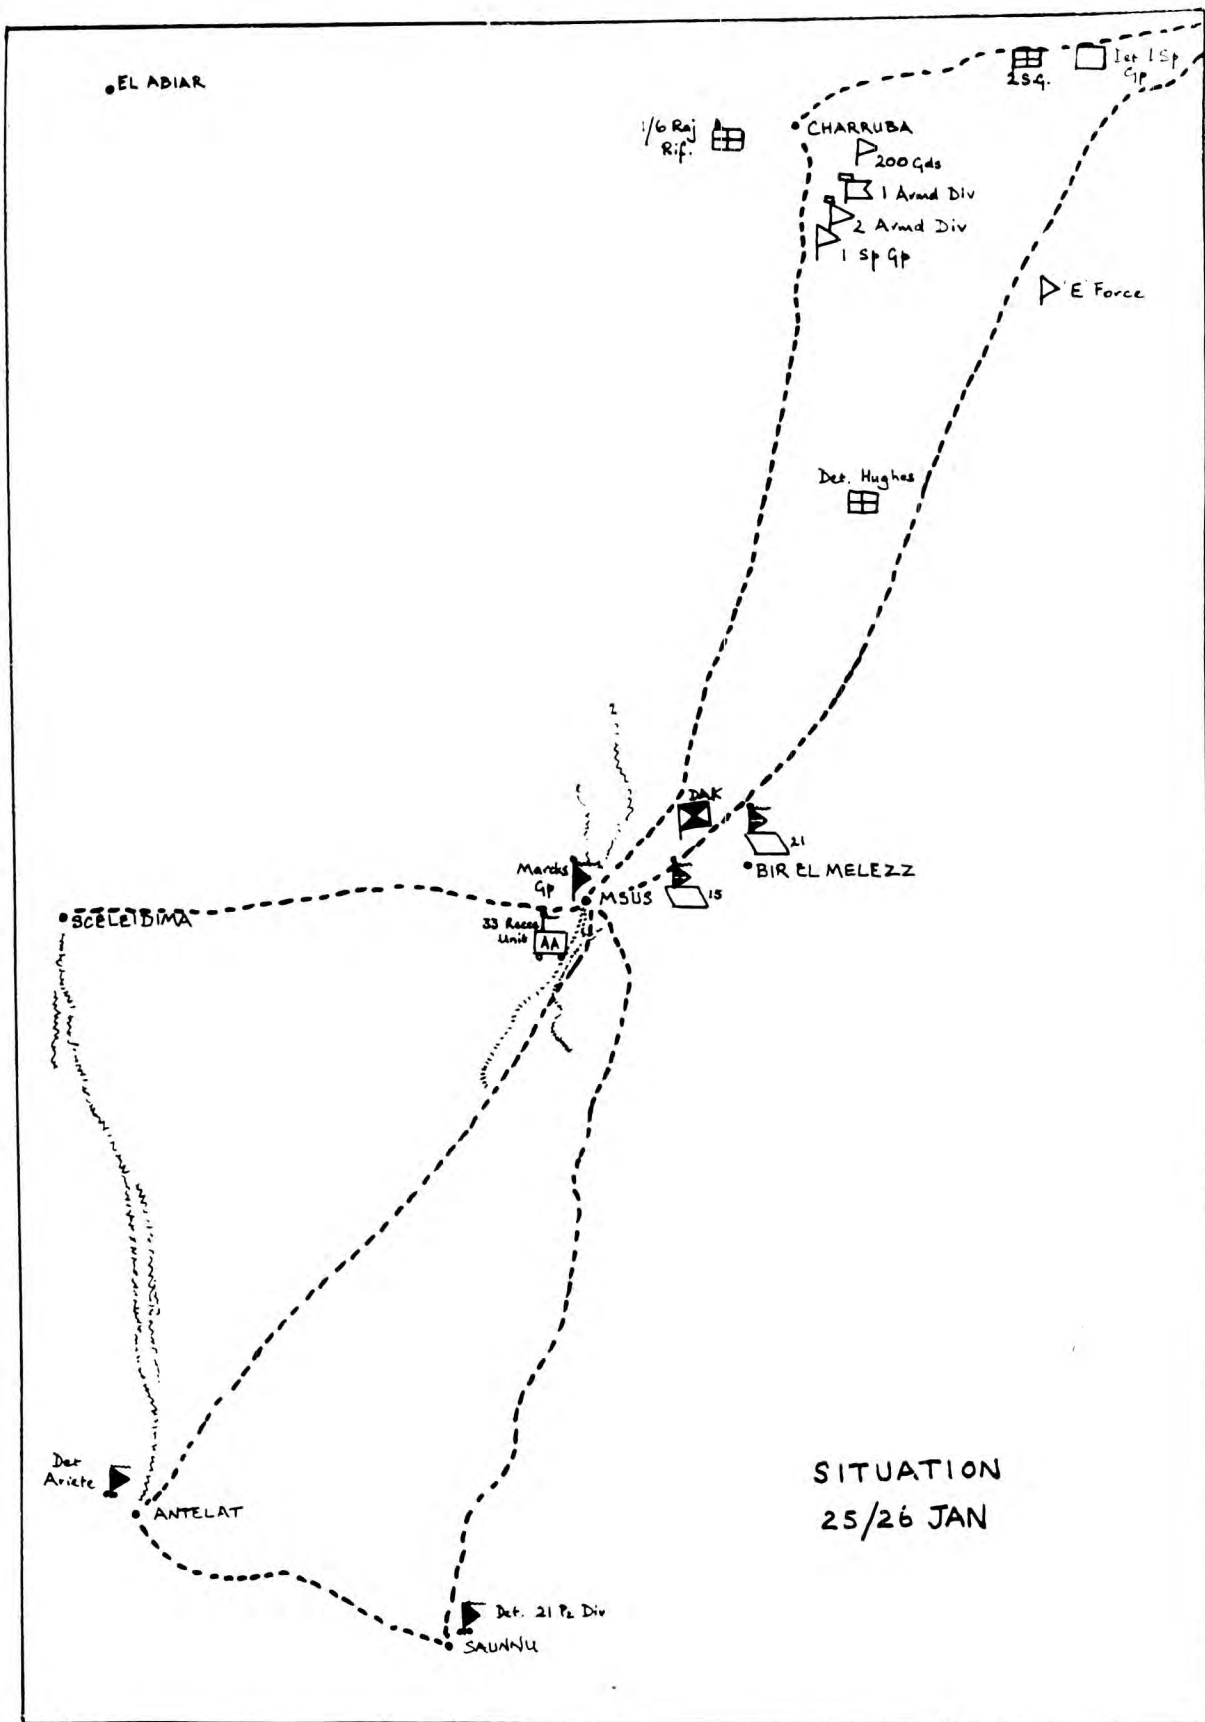 EL ABIAR
2 S.G.
Det 1 Sp
Gp
1/6 Raj
Rif.
CHARRUBA
200 Gds
1 Armd Div
2 Armd Div
1 Sp Gp
'E' Force
Det. Hughes
DAK
21
BIR EL MELEZZ
Marcks
Gp
MSUS
15
SCELEIDIMA
33 Recce
Unit
AA
Det
Ariete
ANTELAT
SITUATION
25/26 JAN
Det. 21 Pz Div
SAUNNU